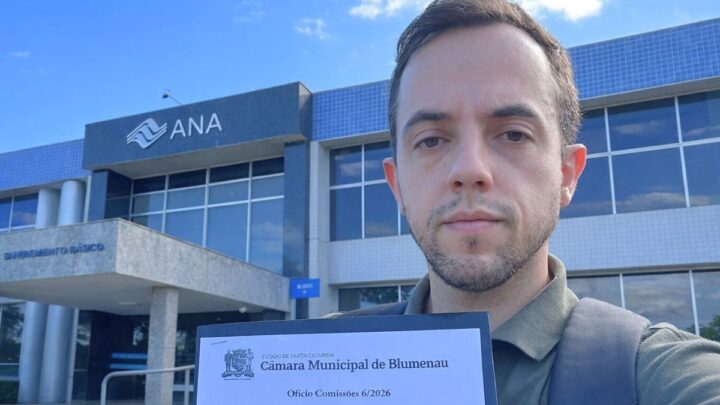 ANA
SANEAMENTO BÁSICO
BLOCO
ESTADO DE SANTA CATARINA
Câmara Municipal de Blumenau
Ofício Comissões 6/2026